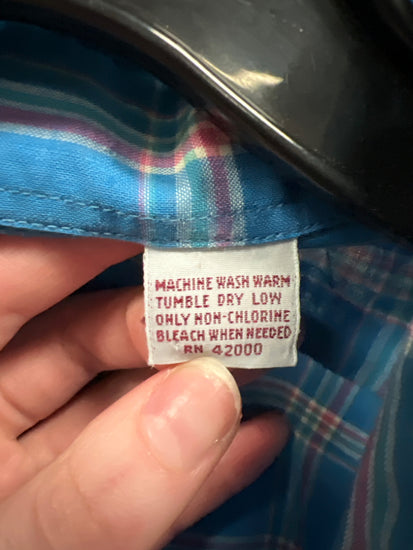 MACHINE WASH WARM
TUMBLE DRY LOW
ONLY NON-CHLORINE
BLEACH WHEN NEEDED
RN 42000